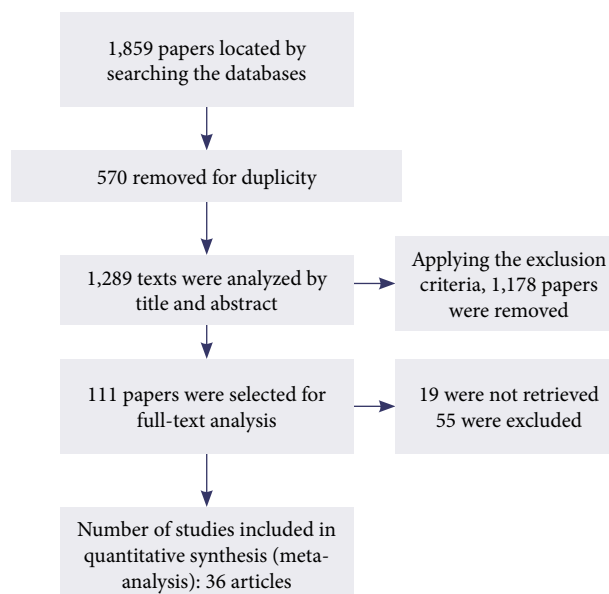 1,859 papers located by
searching the databases
570 removed for duplicity
1,289 texts were analyzed by
title and abstract
Applying the exclusion
criteria, 1,178 papers
were removed
111 papers were selected for
full-text analysis
19 were not retrieved
55 were excluded
Number of studies included in
quantitative synthesis (meta-
analysis): 36 articles